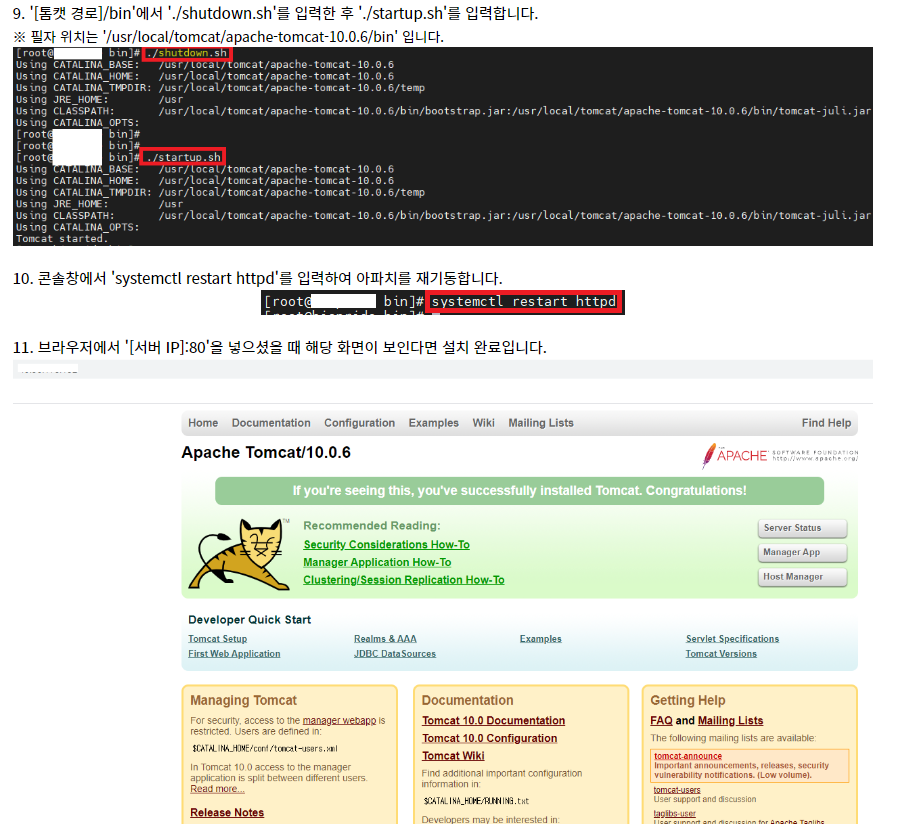 9. '[톰캣 경로]/bin'에서 './shutdown.sh'를 입력한 후 './startup.sh'를 입력합니다.
※ 필자 위치는 '/usr/local/tomcat/apache-tomcat-10.0.6/bin' 입니다.
[root@ bin]# ./shutdown.sh
Using CATALINA_BASE: /usr/local/tomcat/apache-tomcat-10.0.6
Using CATALINA_HOME: /usr/local/tomcat/apache-tomcat-10.0.6
Using CATALINA_TMPDIR: /usr/local/tomcat/apache-tomcat-10.0.6/temp
Using JRE_HOME: /usr
Using CLASSPATH: /usr/local/tomcat/apache-tomcat-10.0.6/bin/bootstrap.jar:/usr/local/tomcat/apache-tomcat-10.0.6/bin/tomcat-juli.jar
Using CATALINA_OPTS:
[root@ bin]#
[root@ bin]#
[root@ bin]# ./startup.sh
Using CATALINA_BASE: /usr/local/tomcat/apache-tomcat-10.0.6
Using CATALINA_HOME: /usr/local/tomcat/apache-tomcat-10.0.6
Using CATALINA_TMPDIR: /usr/local/tomcat/apache-tomcat-10.0.6/temp
Using JRE_HOME: /usr
Using CLASSPATH: /usr/local/tomcat/apache-tomcat-10.0.6/bin/bootstrap.jar:/usr/local/tomcat/apache-tomcat-10.0.6/bin/tomcat-juli.jar
Using CATALINA_OPTS:
Tomcat started.
10. 콘솔창에서 'systemctl restart httpd'를 입력하여 아파치를 재기동합니다.
[root@ bin]# systemctl restart httpd
11. 브라우저에서 '[서버 IP]:80'을 넣으셨을 때 해당 화면이 보인다면 설치 완료입니다.
Home Documentation Configuration Examples Wiki Mailing Lists Find Help
Apache Tomcat/10.0.6
THE APACHE SOFTWARE FOUNDATION
http://www.apache.org/
If you're seeing this, you've successfully installed Tomcat. Congratulations!
TM
Recommended Reading:
Security Considerations How-To
Manager Application How-To
Clustering/Session Replication How-To
Server Status
Manager App
Host Manager
Developer Quick Start
Tomcat Setup Realms & AAA Examples Servlet Specifications
First Web Application JDBC DataSources Tomcat Versions
Managing Tomcat
For security, access to the manager webapp is
restricted. Users are defined in:
$CATALINA_HOME/conf/tomcat-users.xml
In Tomcat 10.0 access to the manager
application is split between different users.
Read more...
Release Notes
Documentation
Tomcat 10.0 Documentation
Tomcat 10.0 Configuration
Tomcat Wiki
Find additional important configuration
information in:
$CATALINA_HOME/RUNNING.txt
Developers may be interested in:
Getting Help
FAQ and Mailing Lists
The following mailing lists are available:
tomcat-announce
Important announcements, releases, security
vulnerability notifications. (Low volume).
tomcat-users
User support and discussion
taglibs-user
User support and discussion for Apache Taglibs